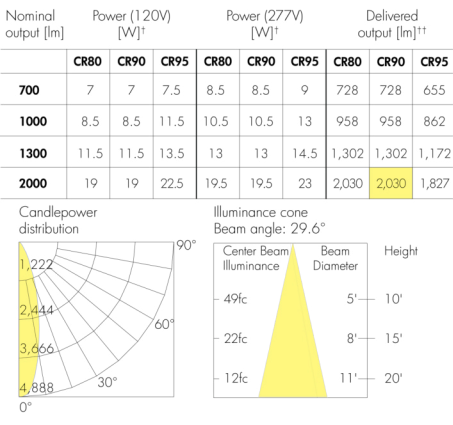 Nominal output [lm] Power (120V) [W]† Power (277V) [W]† Delivered output [lm]††
CR80 CR90 CR95 CR80 CR90 CR95 CR80 CR90 CR95
700 7 7 7.5 8.5 8.5 9 728 728 655
1000 8.5 8.5 11.5 10.5 10.5 13 958 958 862
1300 11.5 11.5 13.5 13 13 14.5 1,302 1,302 1,172
2000 19 19 22.5 19.5 19.5 23 2,030 2,030 1,827
Candlepower
distribution
90°
1,222
2,444
60°
3,666
30°
4,888
0°
Illuminance cone
Beam angle: 29.6°
Center Beam Illuminance Beam Diameter Height
49fc 5' 10'
22fc 8' 15'
12fc 11' 20'